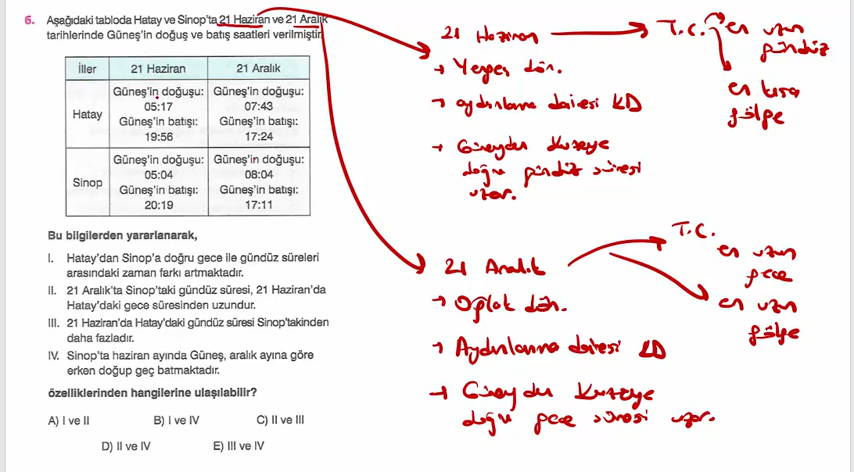 6. Aşağıdaki tabloda Hatay ve Sinop'ta 21 Haziran ve 21 Aralık
tarihlerinde Güneş'in doğuş ve batış saatleri verilmiştir.
İller 21 Haziran 21 Aralık
Hatay
Güneş'in doğuşu:
05:17
Güneş'in batışı:
19:56
Güneş'in doğuşu:
07:43
Güneş'in batışı:
17:24
Sinop
Güneş'in doğuşu:
05:04
Güneş'in batışı:
20:19
Güneş'in doğuşu:
08:04
Güneş'in batışı:
17:11
Bu bilgilerden yararlanarak,
I. Hatay'dan Sinop'a doğru gece ile gündüz süreleri
arasındaki zaman farkı artmaktadır.
II. 21 Aralık'ta Sinop'taki gündüz süresi, 21 Haziran'da
Hatay'daki gece süresinden uzundur.
III. 21 Haziran'da Hatay'daki gündüz süresi Sinop'takinden
daha fazladır.
IV. Sinop'ta haziran ayında Güneş, aralık ayına göre
erken doğup geç batmaktadır.
özelliklerinden hangilerine ulaşılabilir?
A) I ve II B) I ve IV C) II ve III
D) II ve IV E) III ve IV
21 Haziran
T.C. en uzun
gündüz
en kısa
gölge
Yengeç dön.
aydınlanma dairesi KD
Güneyden Kuzeye
doğru gündüz süresi
uzar.
21 Aralık
T.C.
en uzun
gece
en uzun
gölge
Oğlak dön.
Aydınlanma dairesi KD
Güneyden Kuzeye
doğru gece süresi uzar.